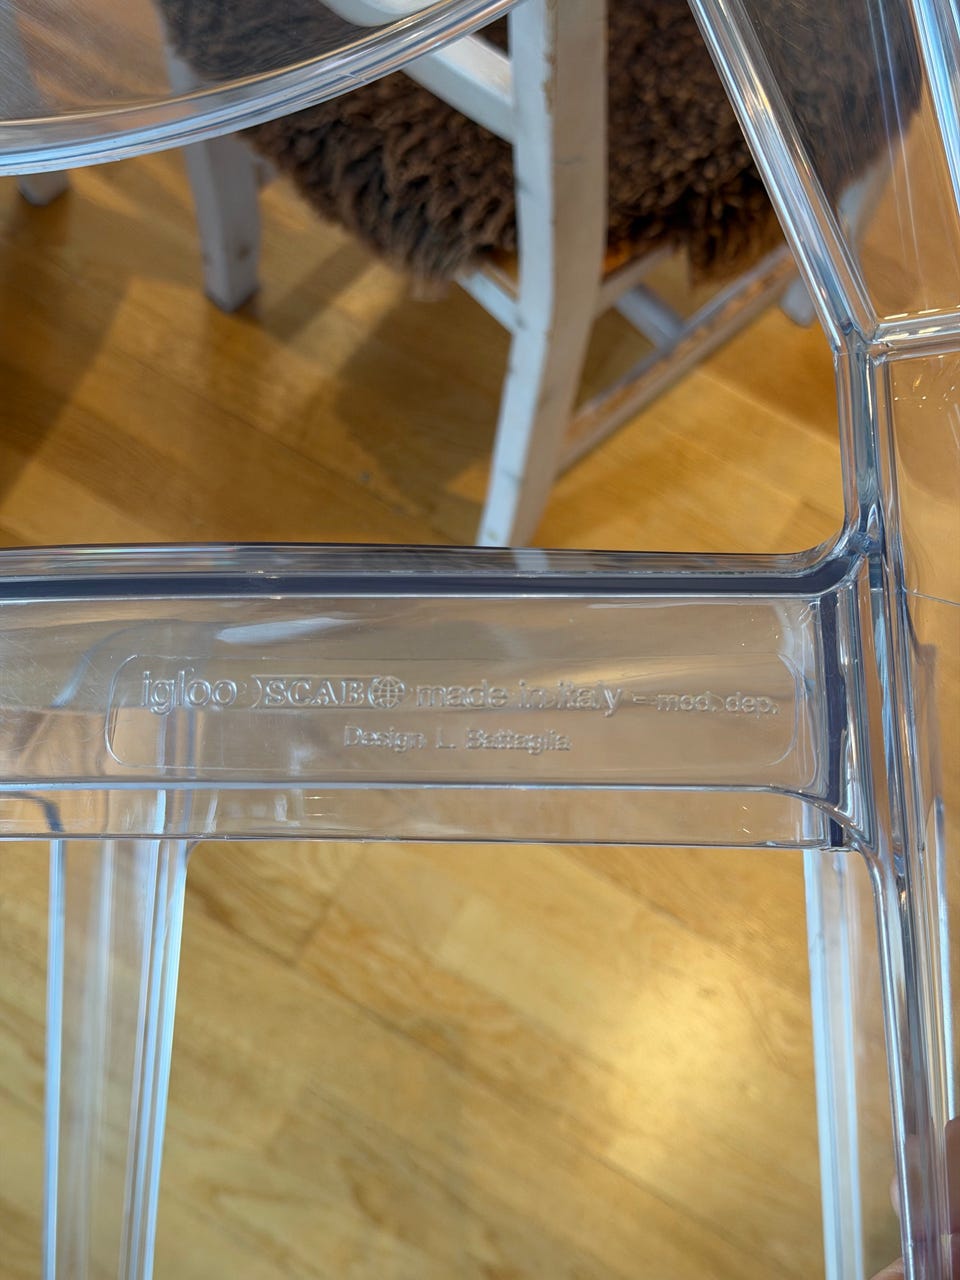 igloo SCAB made in italy - mod. dep.
Design L. Battaglia